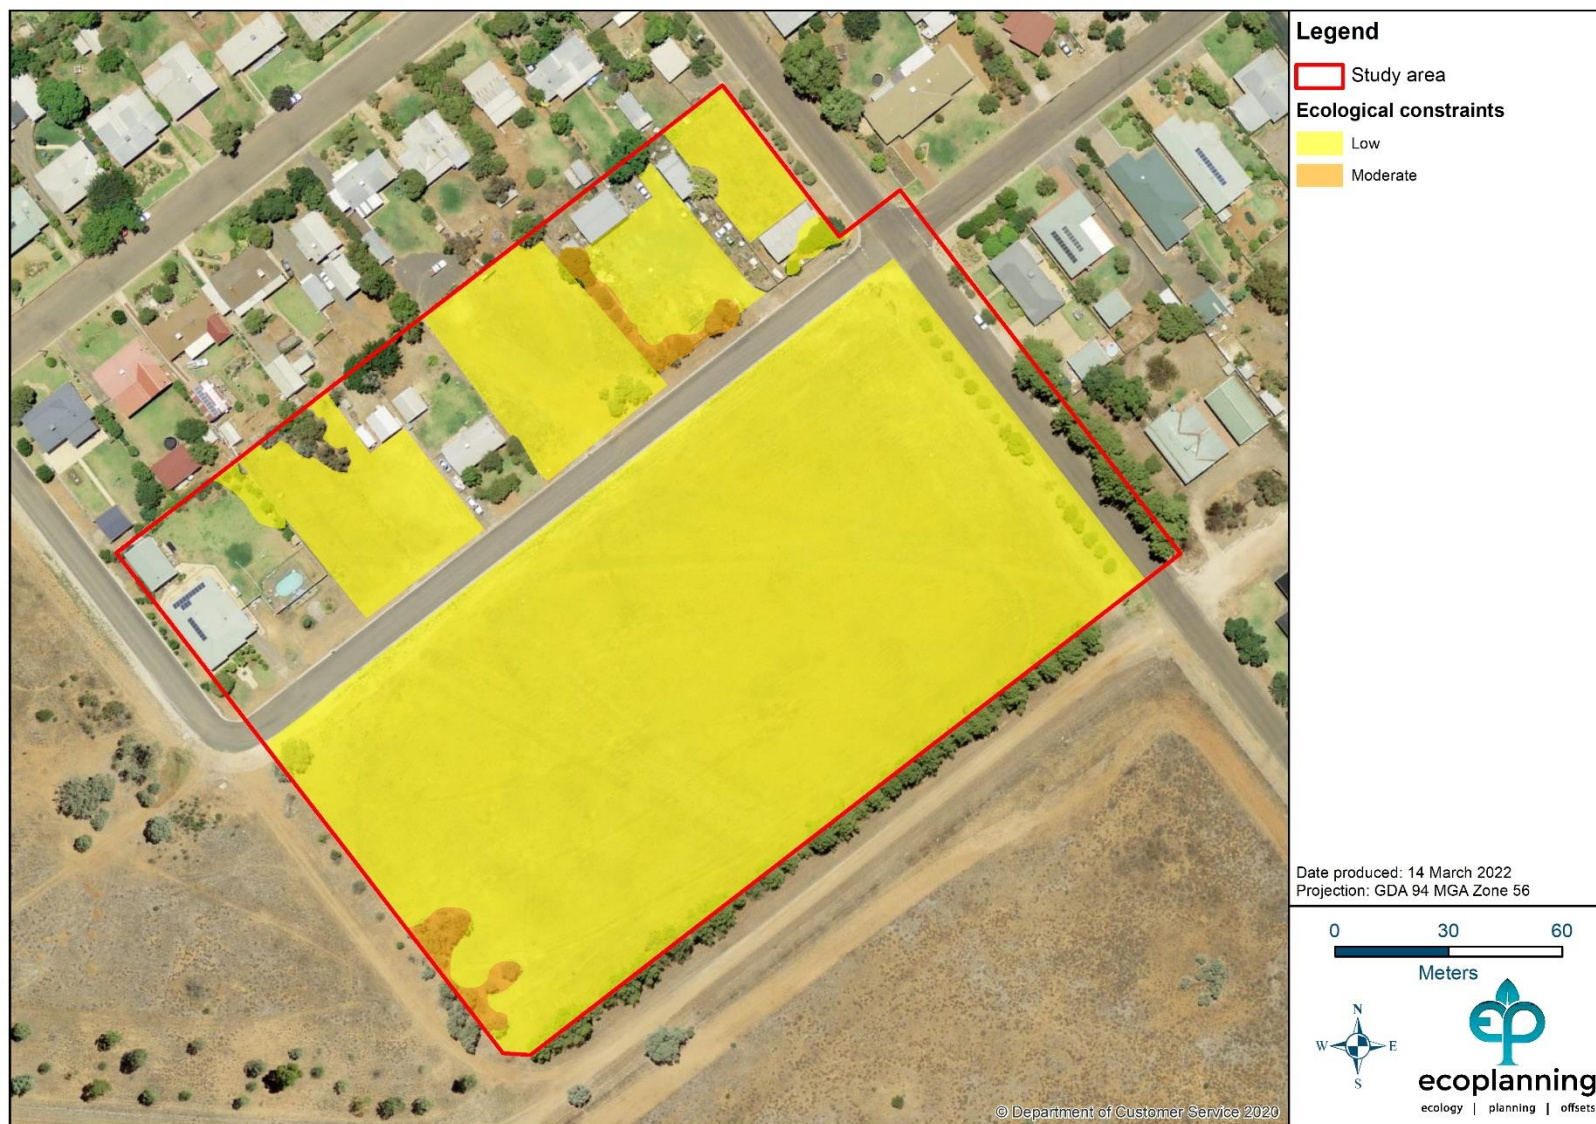 Legend
Study area
Ecological constraints
Low
Moderate
Date produced: 14 March 2022
Projection: GDA 94 MGA Zone 56
0 30 60
Meters
N
W E
S
ep
ecoplanning
ecology | planning | offsets
© Department of Customer Service 2020